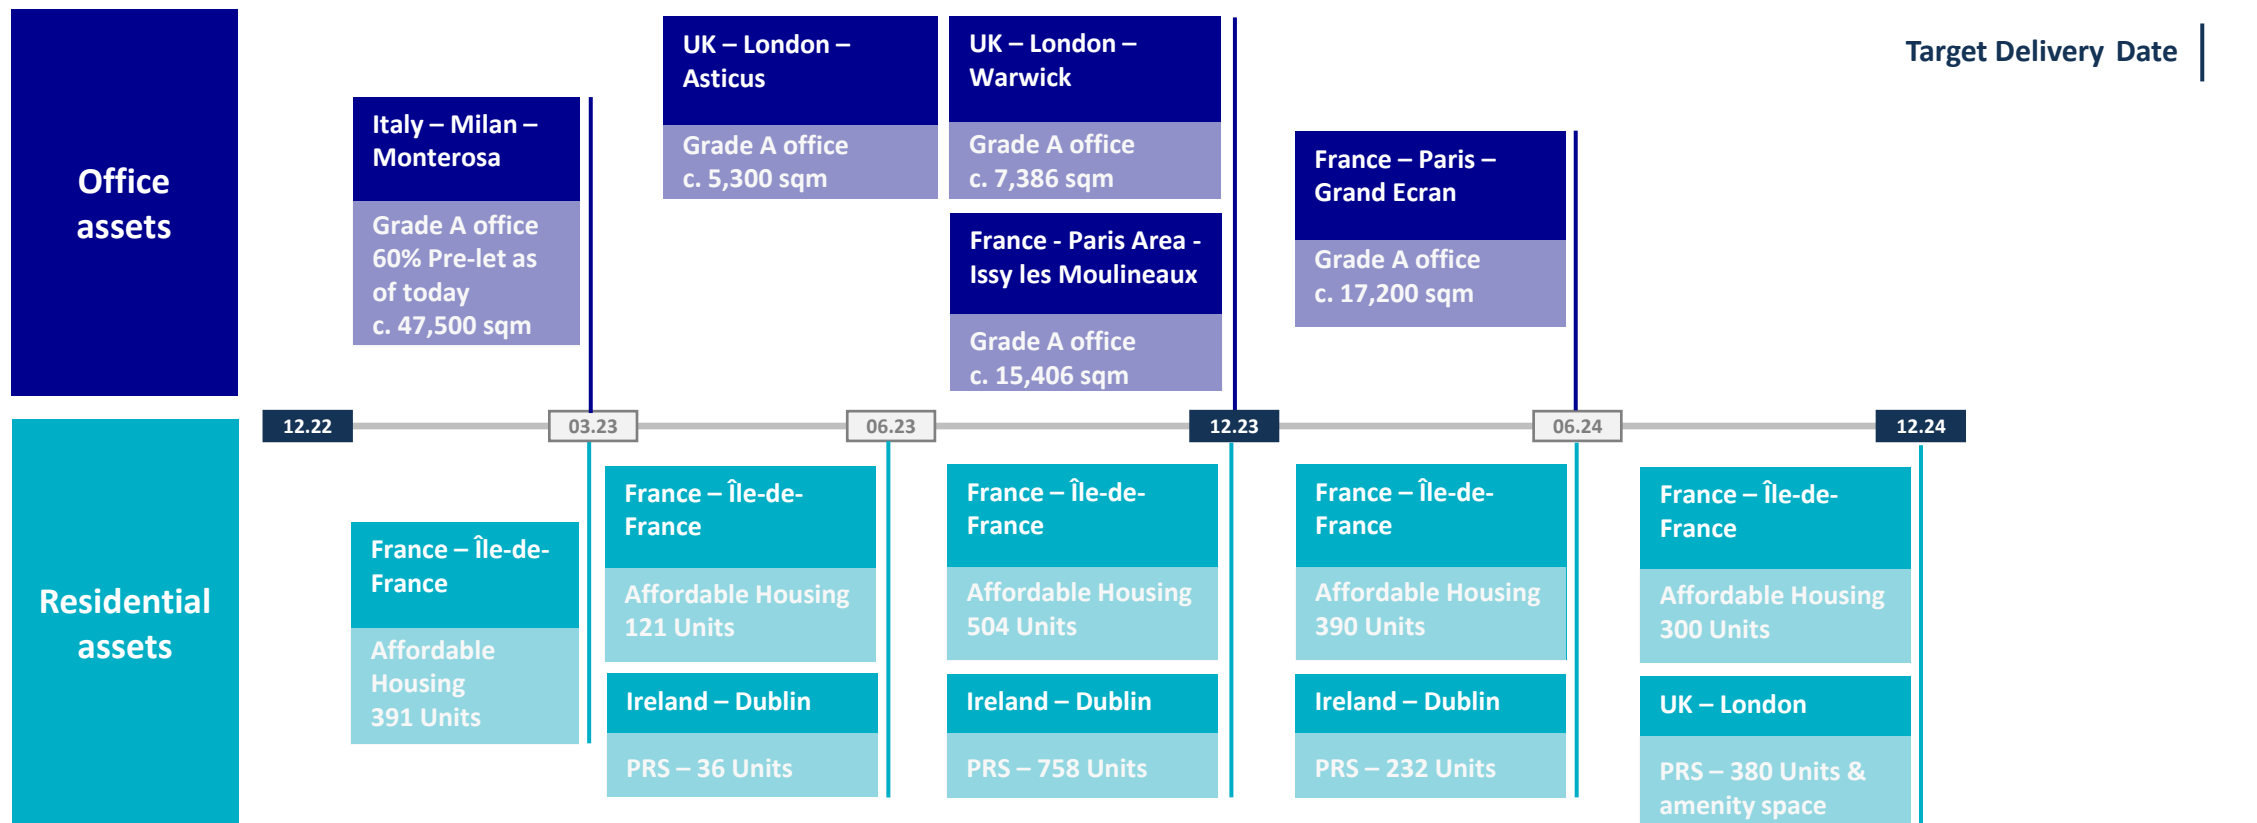 Target Delivery Date
Office
assets
Italy – Milan –
Monterosa
Grade A office
60% Pre-let as
of today
c. 47,500 sqm
UK – London –
Asticus
Grade A office
c. 5,300 sqm
UK – London –
Warwick
Grade A office
c. 7,386 sqm
France - Paris Area -
Issy les Moulineaux
Grade A office
c. 15,406 sqm
France – Paris –
Grand Ecran
Grade A office
c. 17,200 sqm
12.22
03.23
06.23
12.23
06.24
12.24
Residential
assets
France – Île-de-
France
Affordable
Housing
391 Units
France – Île-de-
France
Affordable Housing
121 Units
Ireland – Dublin
PRS – 36 Units
France – Île-de-
France
Affordable Housing
504 Units
Ireland – Dublin
PRS – 758 Units
France – Île-de-
France
Affordable Housing
390 Units
Ireland – Dublin
PRS – 232 Units
France – Île-de-
France
Affordable Housing
300 Units
UK – London
PRS – 380 Units &
amenity space